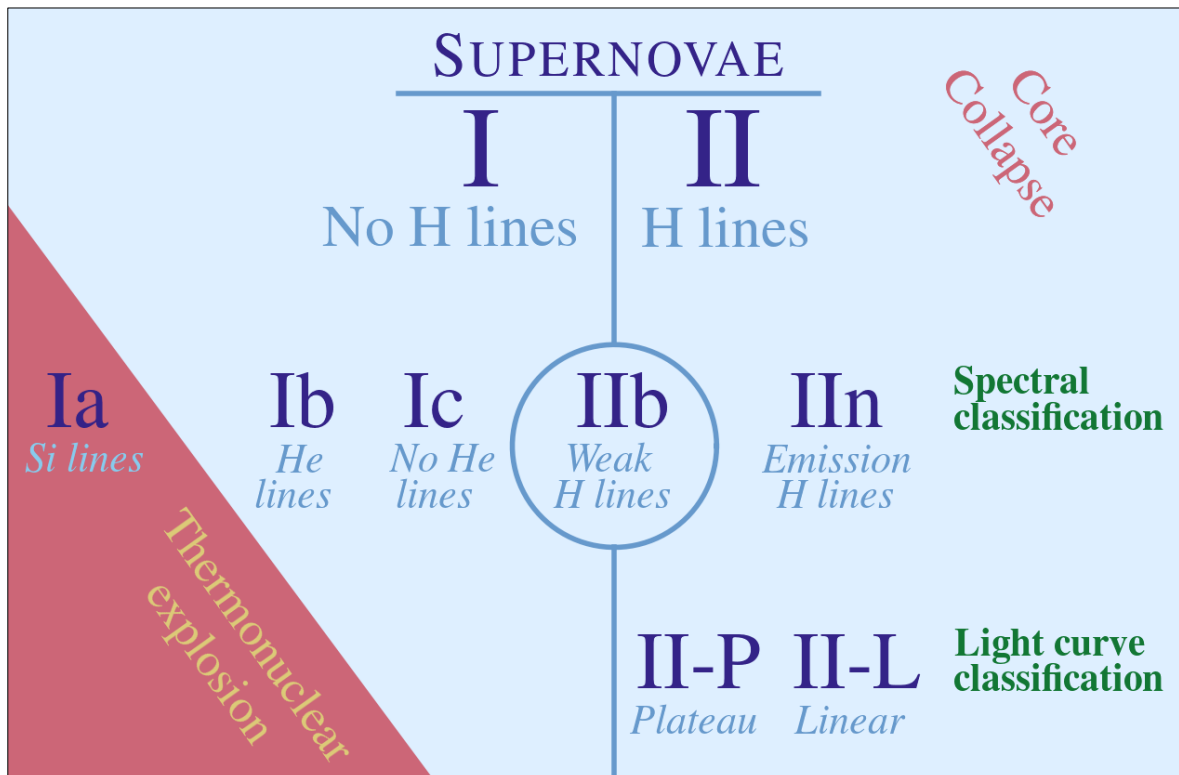 SUPERNOVAE
I
No H lines
II
H lines
Core
Collapse
Ia
Si lines
Ib
He
lines
Ic
No He
lines
IIb
Weak
H lines
IIn
Emission
H lines
Spectral
classification
Thermonuclear
explosion
II-P
Plateau
II-L
Linear
Light curve
classification